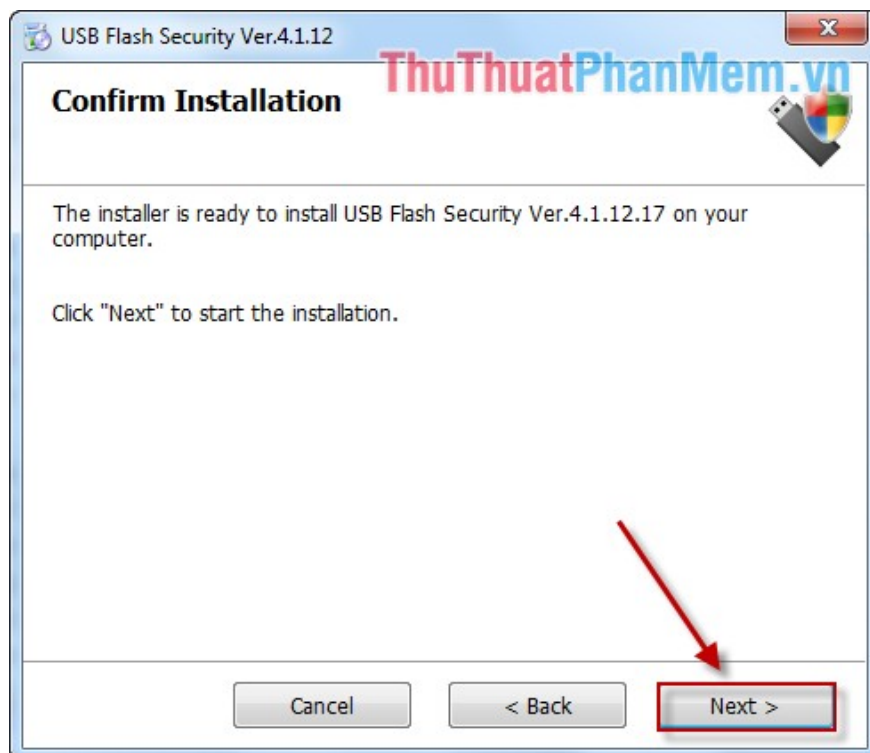 USB Flash Security Ver.4.1.12
ThuThuatPhanMem.vn
Confirm Installation
The installer is ready to install USB Flash Security Ver.4.1.12.17 on your
computer.
Click "Next" to start the installation.
Cancel
< Back
Next >